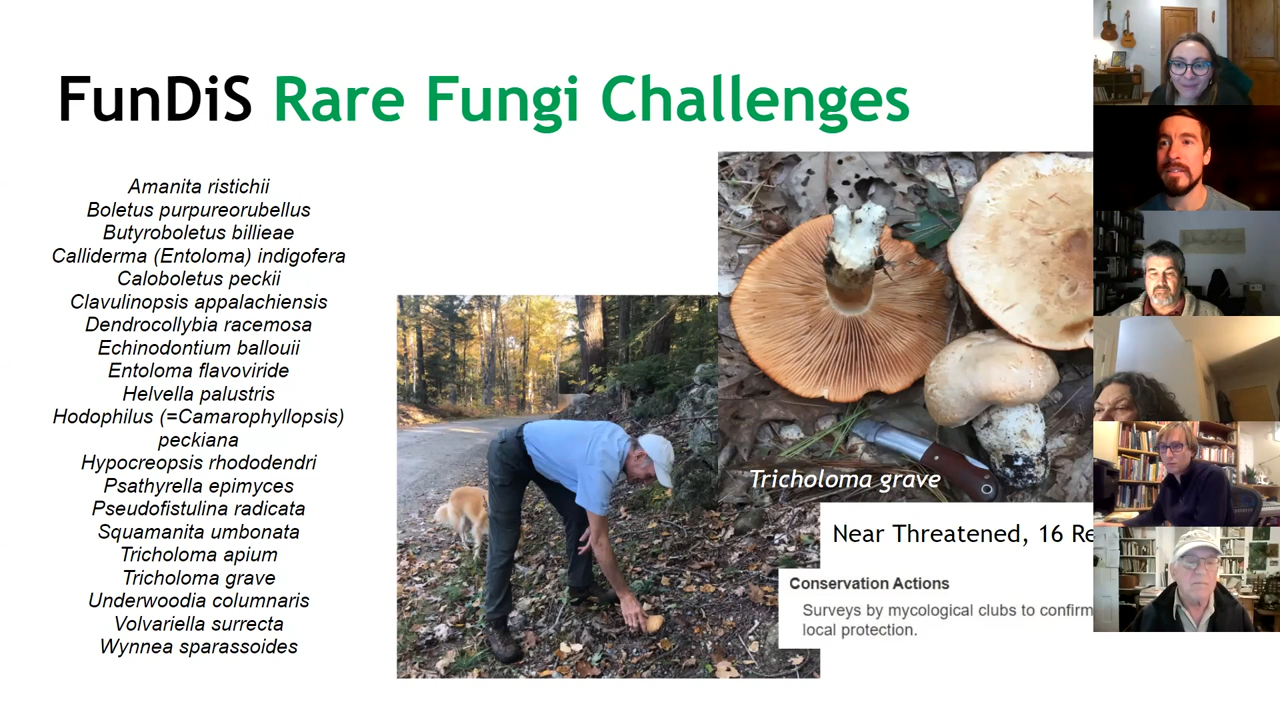 FunDiS Rare Fungi Challenges
Amanita ristichii
Boletus purpureorubellus
Butyroboletus billieae
Calliderma (Entoloma) indigofera
Caloboletus peckii
Clavulinopsis appalachiensis
Dendrocollybia racemosa
Echinodontium ballouii
Entoloma flavoviride
Helvella palustris
Hodophilus (=Camarophyllopsis)
peckiana
Hypocreopsis rhododendri
Psathyrella epimyces
Pseudofistulina radicata
Squamanita umbonata
Tricholoma apium
Tricholoma grave
Underwoodia columnaris
Volvariella surrecta
Wynnea sparassoides
Tricholoma grave
Near Threatened, 16 Re
Conservation Actions
Surveys by mycological clubs to confirm
local protection.